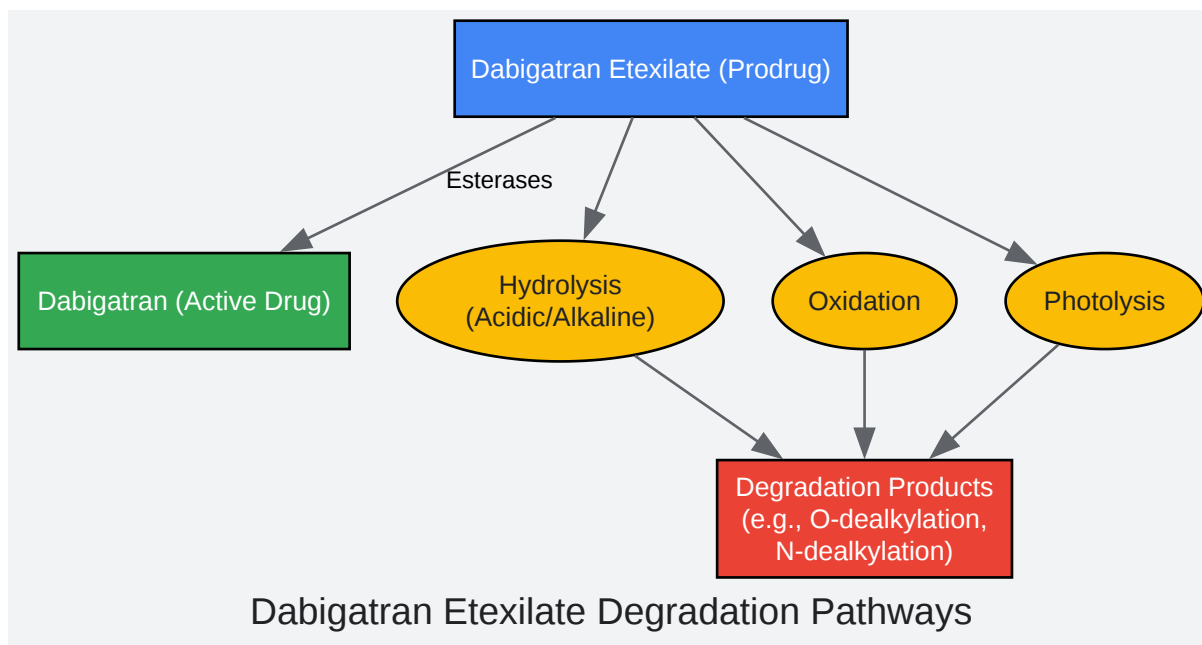 Dabigatran Etexilate (Prodrug)
Esterases
Dabigatran (Active Drug)
Hydrolysis
(Acidic/Alkaline)
Oxidation
Photolysis
Degradation Products
(e.g., O-dealkylation,
N-dealkylation)
Dabigatran Etexilate Degradation Pathways